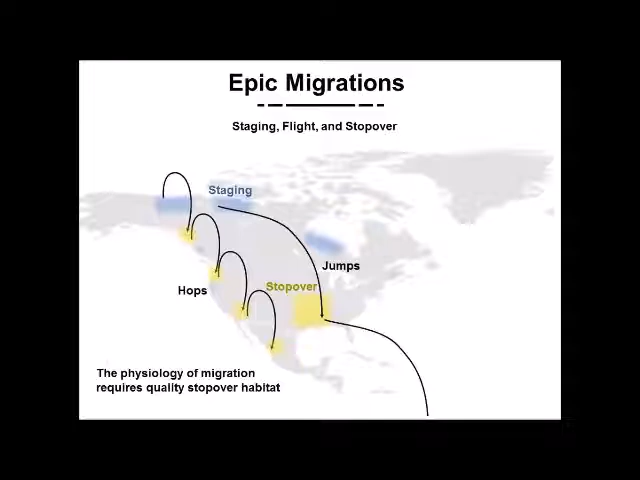 Epic Migrations
Staging, Flight, and Stopover
Staging
Jumps
Stopover
Hops
The physiology of migration
requires quality stopover habitat